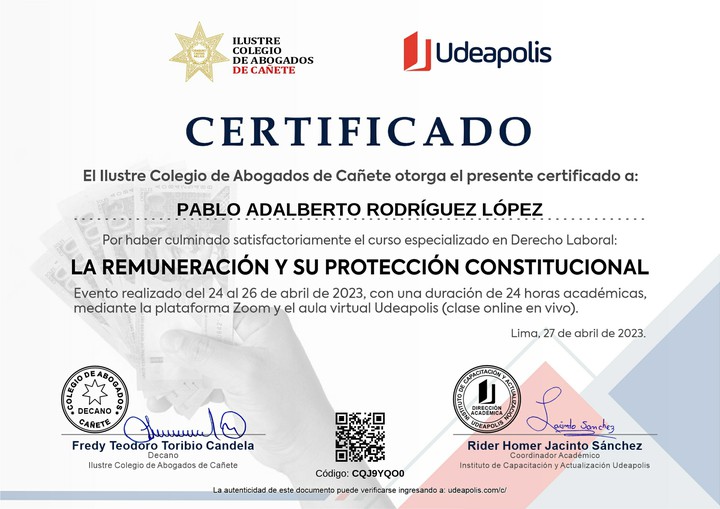 ILUSTRE
COLEGIO
DE ABOGADOS
DE CAÑETE
Udeapolis
CERTIFICADO
El Ilustre Colegio de Abogados de Cañete otorga el presente certificado a:
PABLO ADALBERTO RODRÍGUEZ LÓPEZ
Por haber culminado satisfactoriamente el curso especializado en Derecho Laboral:
LA REMUNERACIÓN Y SU PROTECCIÓN CONSTITUCIONAL
Evento realizado del 24 al 26 de abril de 2023, con una duración de 24 horas académicas,
mediante la plataforma Zoom y el aula virtual Udeapolis (clase online en vivo).
Lima, 27 de abril de 2023.
COLEGIO DE ABOGADOS
DECANO
CAÑETE
Fredy Teodoro Toribio Candela
Decano
Ilustre Colegio de Abogados de Cañete
Código: CQJ9YQO0
INSTITUTO DE CAPACITACIÓN Y ACTUALIZACIÓN
DIRECCIÓN
ACADÉMICA
UDEAPOLIS
Jacinto Sanchez
Rider Homer Jacinto Sánchez
Coordinador Académico
Instituto de Capacitación y Actualización Udeapolis
La autenticidad de este documento puede verificarse ingresando a: udeapolis.com/c/